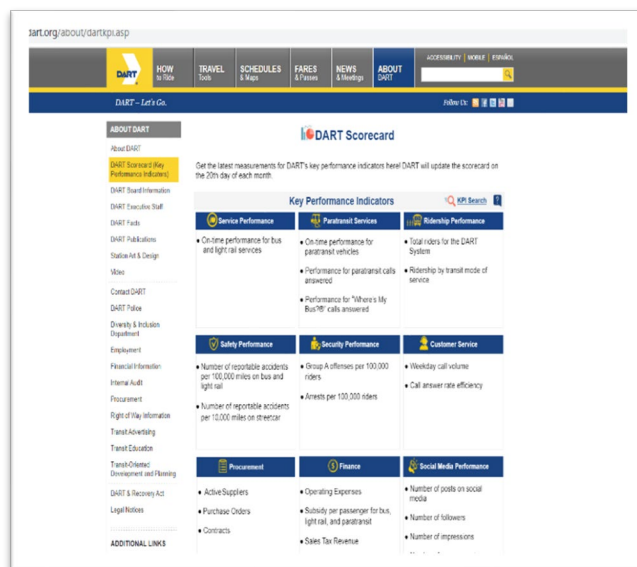 dart.org/about/dartkpi.asp
ACCESSIBILITY | MOBILE | ESPAÑOL
DART
HOW
to Ride
TRAVEL
Tools
SCHEDULES
& Maps
FARES
& Passes
NEWS
& Meetings
ABOUT
DART
DART – Let's Go.
Follow Us:
ABOUT DART
About DART
DART Scorecard (Key
Performance Indicators)
DART Board Information
DART Executive Staff
DART Facts
DART Publications
Station Art & Design
Video
Contact DART
DART Police
Diversity & Inclusion
Department
Employment
Financial Information
Internal Audit
Procurement
Right of Way Information
Transit Advertising
Transit Education
Transit-Oriented
Development and Planning
DART & Recovery Act
Legal Notices
ADDITIONAL LINKS
DART Scorecard
Get the latest measurements for DART's key performance indicators here! DART will update the scorecard on
the 20th day of each month.
Key Performance Indicators
KPI Search
?
Service Performance
• On-time performance for bus
and light rail services
Paratransit Services
• On-time performance for
paratransit vehicles
• Performance for paratransit calls
answered
• Performance for "Where's My
Bus?®" calls answered
Ridership Performance
• Total riders for the DART
System
• Ridership by transit mode of
service
Safety Performance
• Number of reportable accidents
per 100,000 miles on bus and
light rail
• Number of reportable accidents
per 10,000 miles on streetcar
Security Performance
• Group A offenses per 100,000
riders
• Arrests per 100,000 riders
Customer Service
• Weekday call volume
• Call answer rate efficiency
Procurement
• Active Suppliers
• Purchase Orders
• Contracts
Finance
• Operating Expenses
• Subsidy per passenger for bus,
light rail, and paratransit
• Sales Tax Revenue
Social Media Performance
• Number of posts on social
media
• Number of followers
• Number of impressions